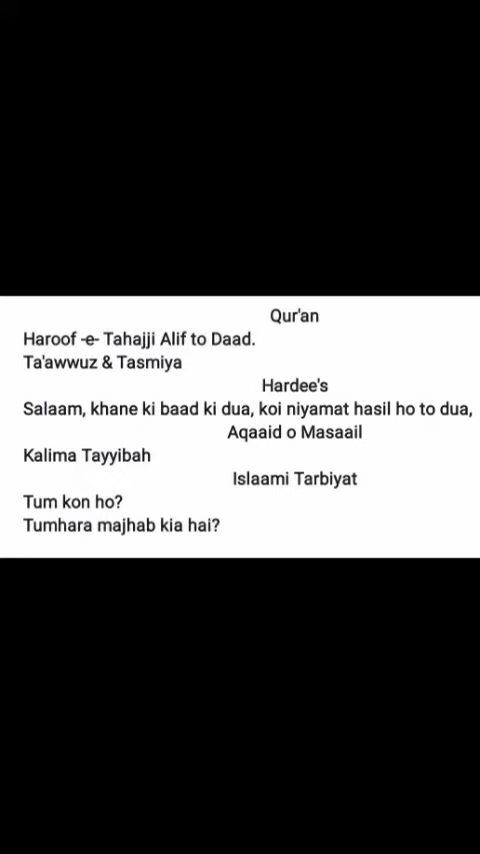 Qur'an
Haroof -e- Tahajji Alif to Daad.
Ta'awwuz & Tasmiya
Hardee's
Salaam, khane ki baad ki dua, koi niyamat hasil ho to dua,
Aqaaid o Masaail
Kalima Tayyibah
Islaami Tarbiyat
Tum kon ho?
Tumhara majhab kia hai?